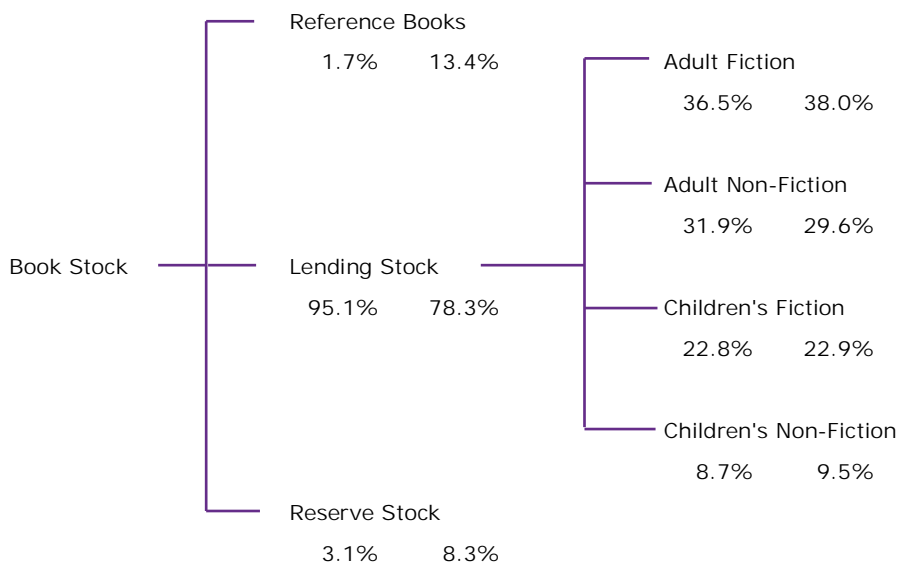 Reference Books
1.7% 13.4%
Adult Fiction
36.5% 38.0%
Adult Non-Fiction
31.9% 29.6%
Book Stock
Lending Stock
95.1% 78.3%
Children's Fiction
22.8% 22.9%
Children's Non-Fiction
8.7% 9.5%
Reserve Stock
3.1% 8.3%